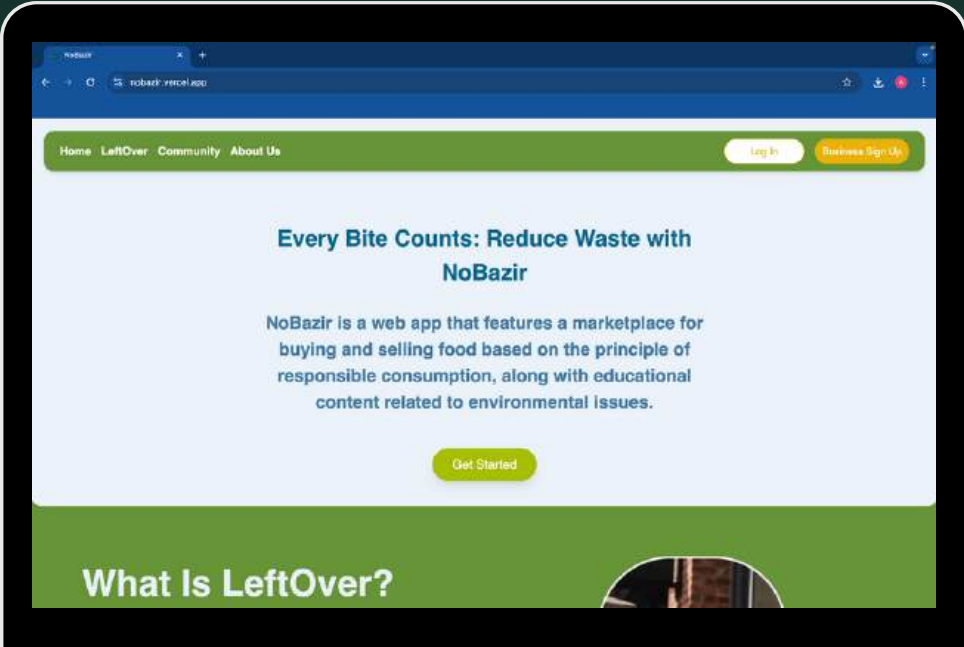 NoBazir
nobazir.vercel.app
Home LeftOver Community About Us
Log In
Business Sign Up
Every Bite Counts: Reduce Waste with
NoBazir
NoBazir is a web app that features a marketplace for
buying and selling food based on the principle of
responsible consumption, along with educational
content related to environmental issues.
Get Started
What Is LeftOver?